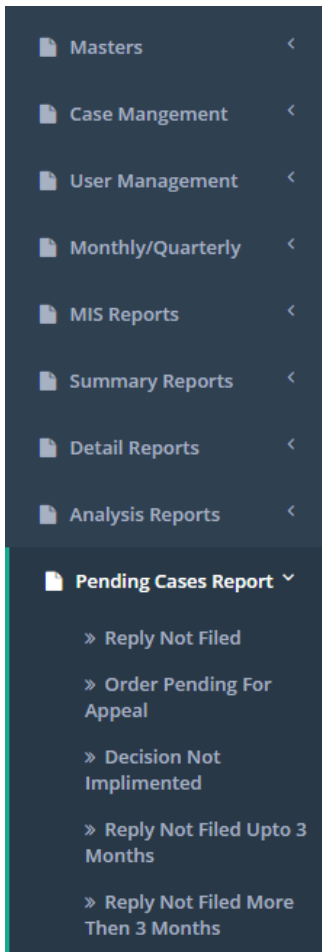 Masters
Case Mangement
User Management
Monthly/Quarterly
MIS Reports
Summary Reports
Detail Reports
Analysis Reports
Pending Cases Report
» Reply Not Filed
» Order Pending For
Appeal
» Decision Not
Implimented
» Reply Not Filed Upto 3
Months
» Reply Not Filed More
Then 3 Months